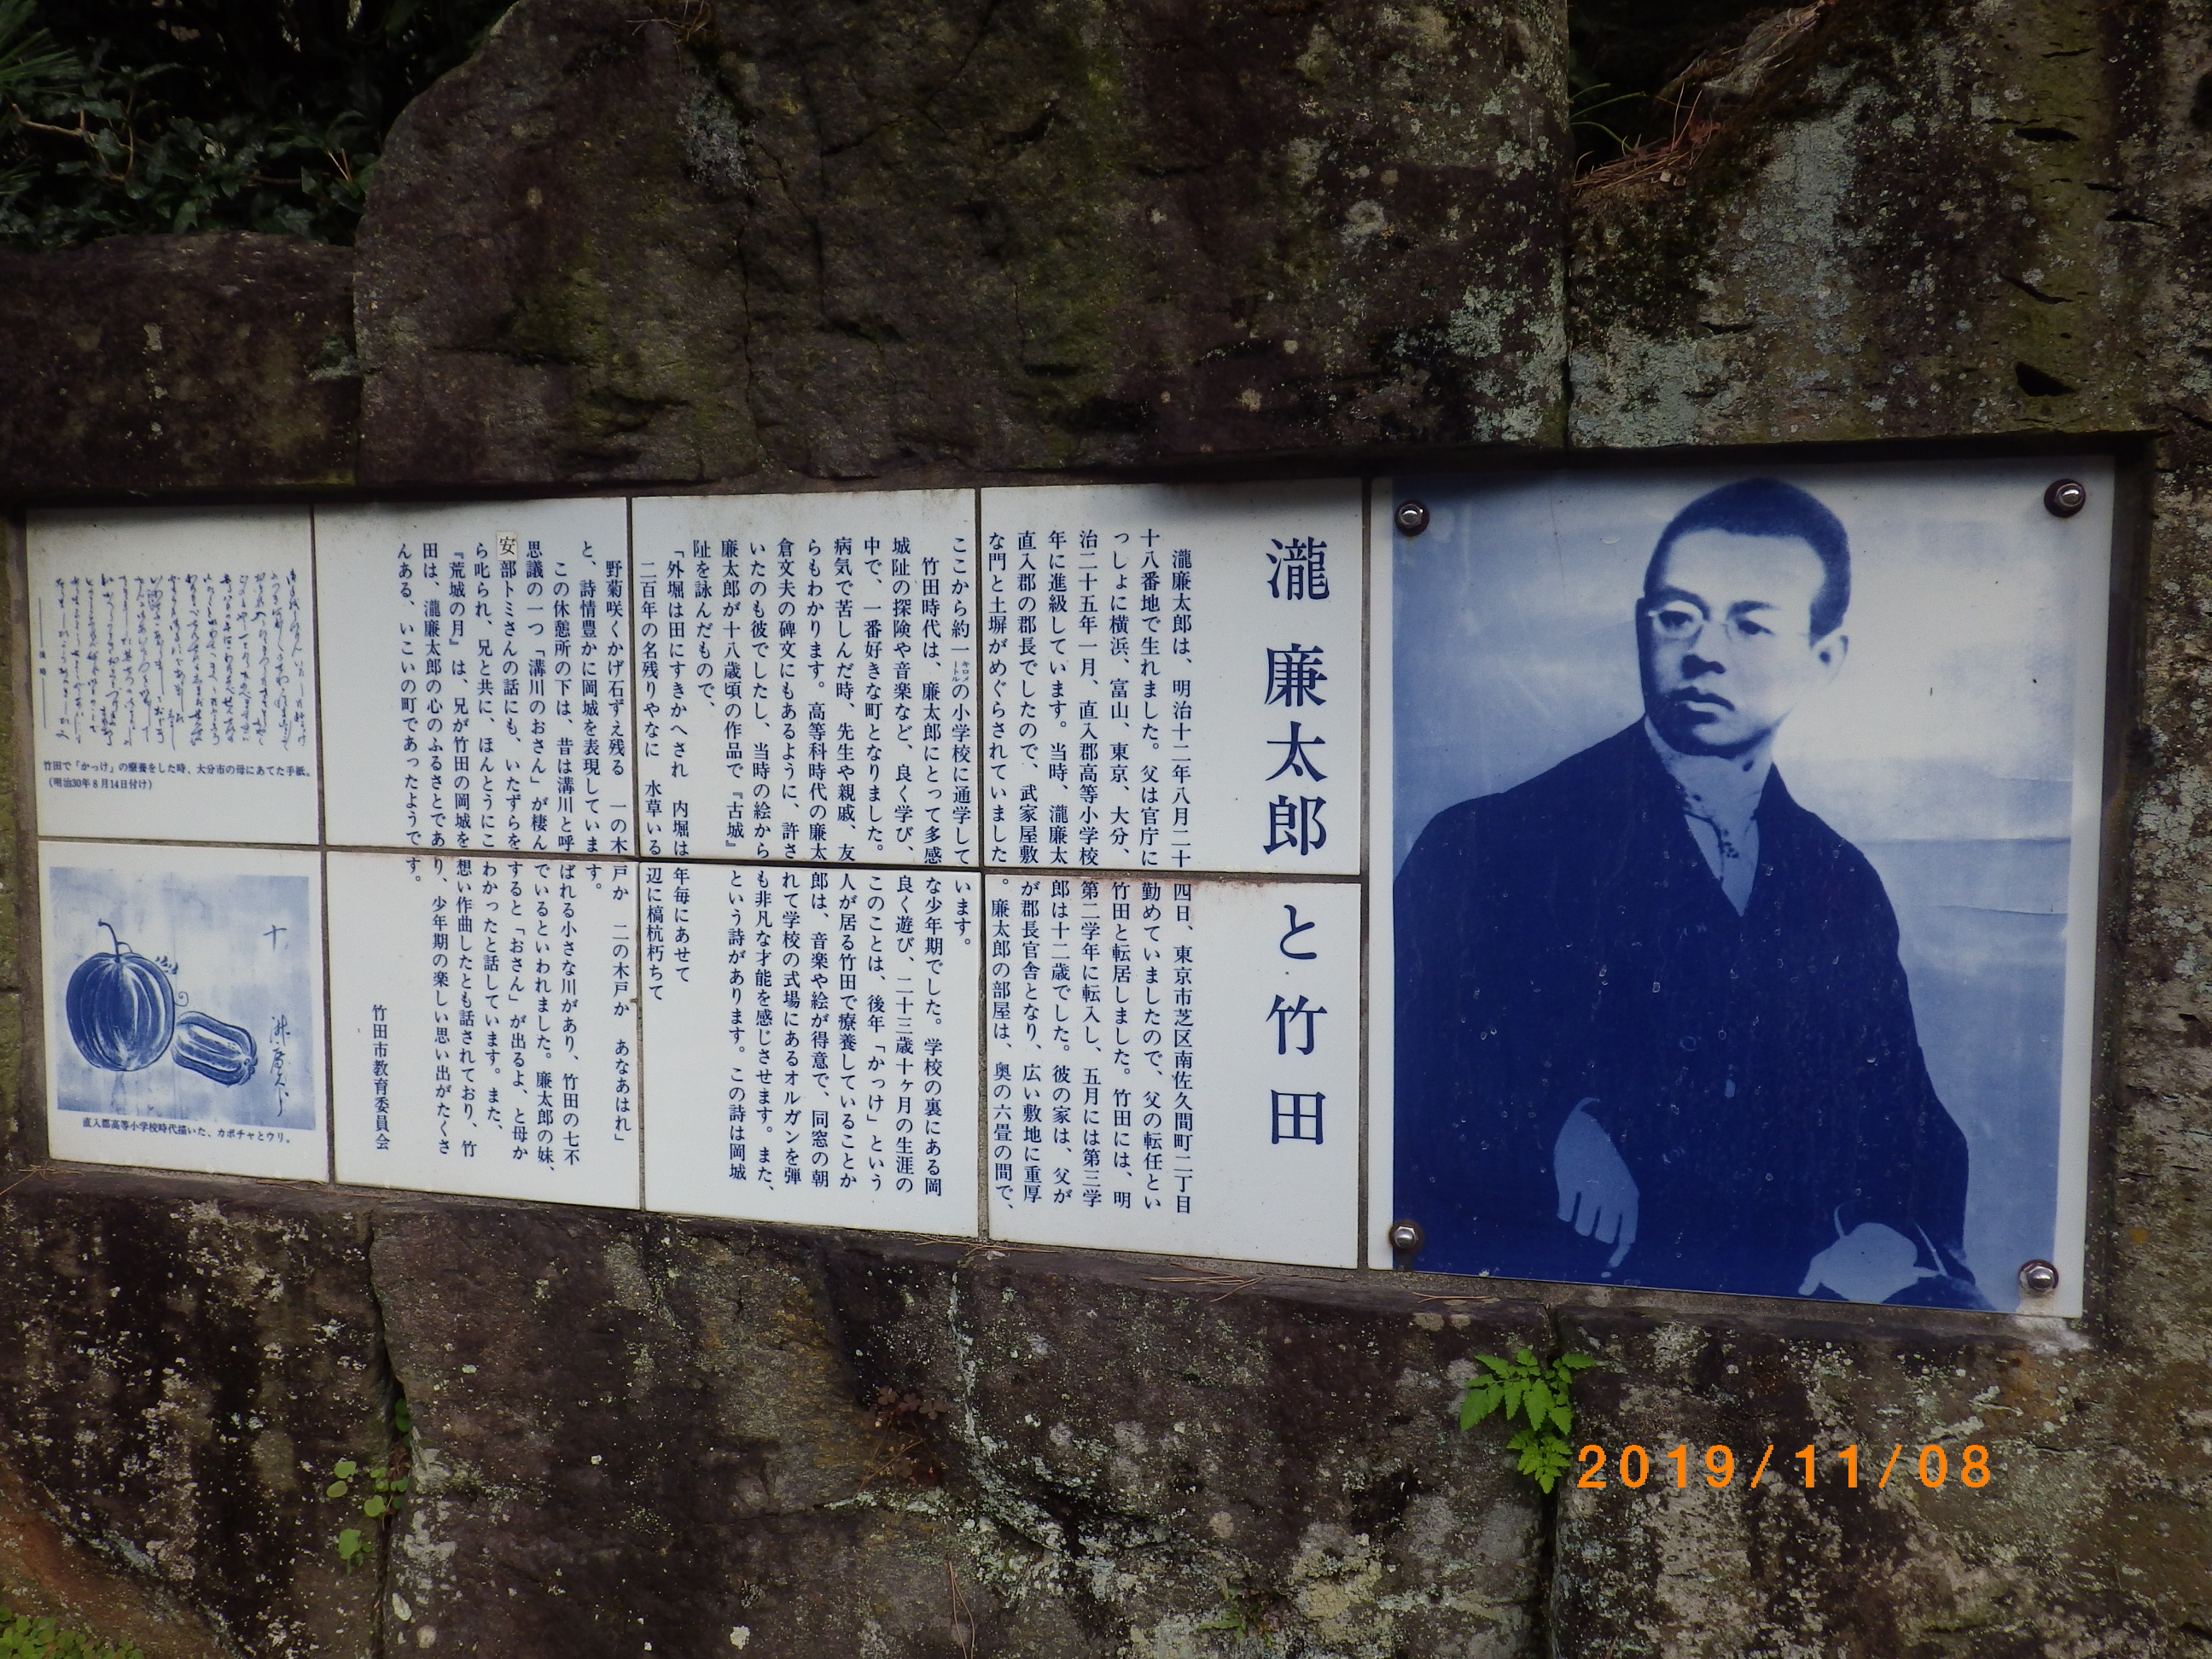 瀧廉太郎と竹田
瀧廉太郎は、明治十二年八月二十四日、東京市芝区南佐久間町二丁目
十八番地で生れました。父は官庁に勤めていましたので、父の転任とい
っしょに横浜、富山、東京、大分、竹田と転居しました。竹田には、明
治二十五年一月、直入郡高等小学校第二学年に転入し、五月には第三学
年に進級しています。当時、瀧廉太郎は十二歳でした。彼の家は、父が
直入郡の郡長でしたので、武家屋敷が郡長官舎となり、広い敷地に重厚
な門と土塀がめぐらされていました。廉太郎の部屋は、奥の六畳の間で、
ここから約一キロメートルの小学校に通学しています。
竹田時代は、廉太郎にとって多感な少年期でした。学校の裏にある岡
城趾の探険や音楽など、良く学び、良く遊び、二十三歳十ヶ月の生涯の
中で、一番好きな町となりました。このことは、後年「かっけ」という
病気で苦しんだ時、先生や親戚、友人が居る竹田で療養していることか
らもわかります。高等科時代の廉太郎は、音楽や絵が得意で、同窓の朝
倉文夫の碑文にもあるように、許されて学校の式場にあるオルガンを弾
いたのも彼でしたし、当時の絵からも非凡な才能を感じさせます。また、
廉太郎が十八歳頃の作品で『古城』という詩があります。この詩は岡城
趾を詠んだもので、
「外堀は田にすきかへされ　内堀は年毎にあせて
二百年の名残りやなに　水草いる辺に槁杭朽ちて
野菊咲くかげ石ずえ残る　一の木戸か　二の木戸か　あなあはれ」
と、詩情豊かに岡城を表現しています。
この休憩所の下は、昔は溝川と呼ばれる小さな川があり、竹田の七不
思議の一つ「溝川のおさん」が棲んでいるといわれました。廉太郎の妹、
安部トミさんの話にも、いたずらをすると「おさん」が出るよ、と母か
ら叱られ、兄と共に、ほんとうにこわかったと話しています。また、
『荒城の月』は、兄が竹田の岡城を想い作曲したとも話されており、竹
田は、瀧廉太郎の心のふるさとであり、少年期の楽しい思い出がたくさ
んある、いこいの町であったようです。
竹田市教育委員会
竹田で「かっけ」の療養をした時、大分市の母にあてた手紙。
(明治30年8月14日付け)
直入郡高等小学校時代描いた、カボチャとウリ。
2019/11/08